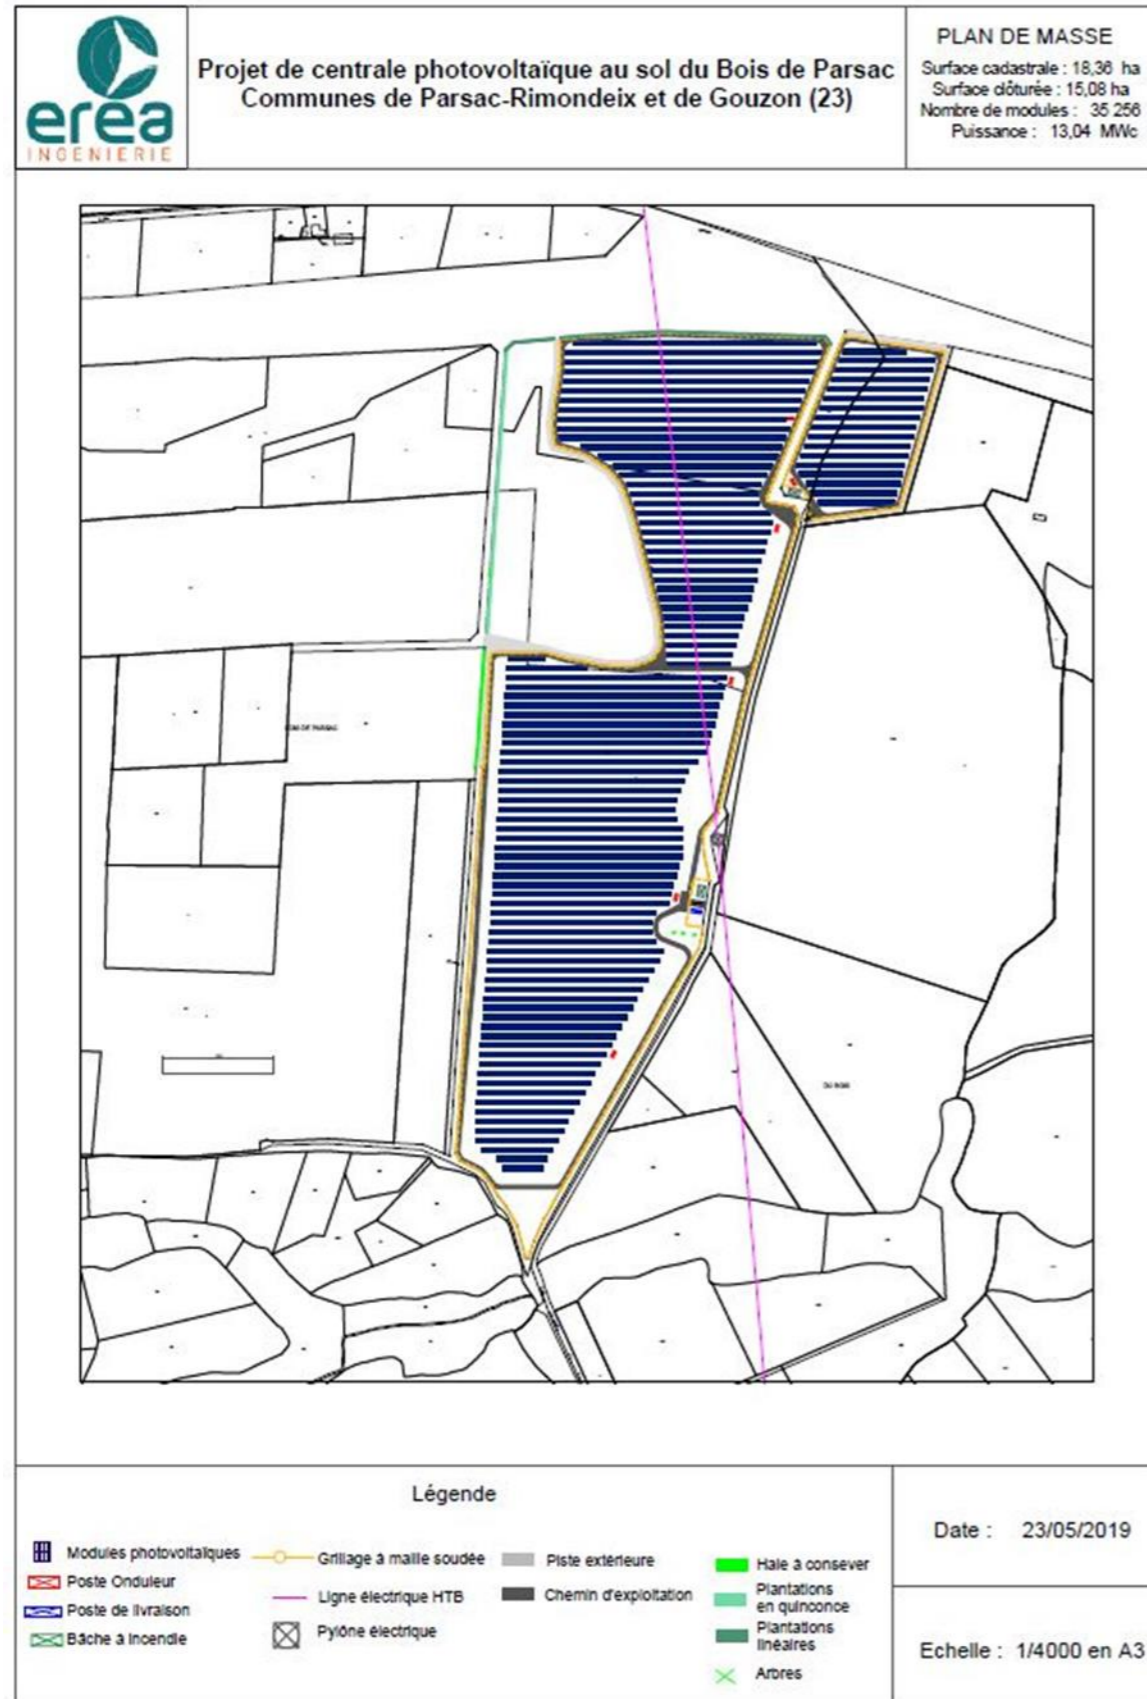 eréa
INGENIERIE
Projet de centrale photovoltaïque au sol du Bois de Parsac
Communes de Parsac-Rimondeix et de Gouzon (23)
PLAN DE MASSE
Surface cadastrale : 18,36 ha
Surface clôturée : 15,08 ha
Nombre de modules : 35 256
Puissance : 13,04 MWc
DU BOIS
Légende
Modules photovoltaïques
Poste Onduleur
Poste de livraison
Bâche à incendie
Grillage à maille soudée
Ligne électrique HTB
Pylône électrique
Piste extérieure
Chemin d'exploitation
Haie à consever
Plantations
en quinconce
Plantations
linéaires
Arbres
Date : 23/05/2019
Echelle : 1/4000 en A3